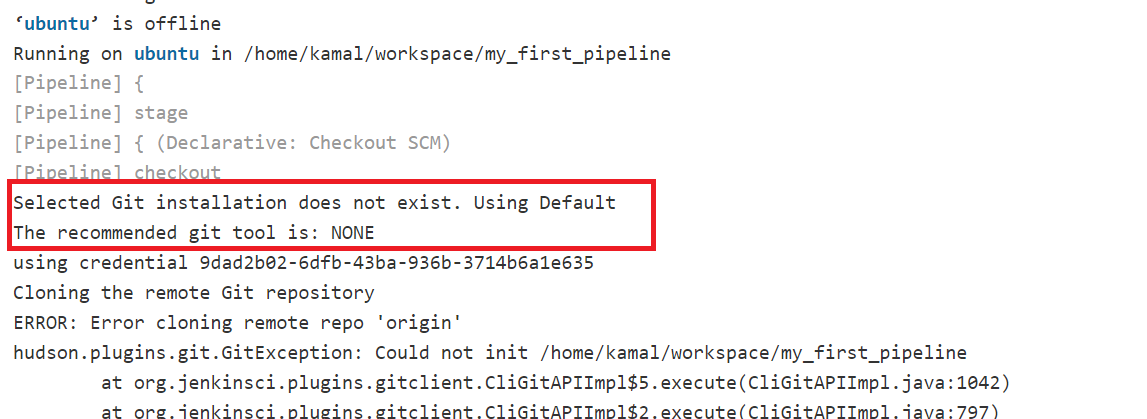 ‘ubuntu’ is offline
Running on ubuntu in /home/kamal/workspace/my_first_pipeline
[Pipeline] {
[Pipeline] stage
[Pipeline] { (Declarative: Checkout SCM)
[Pipeline] checkout
Selected Git installation does not exist. Using Default
The recommended git tool is: NONE
using credential 9dad2b02-6dfb-43ba-936b-3714b6a1e635
Cloning the remote Git repository
ERROR: Error cloning remote repo 'origin'
hudson.plugins.git.GitException: Could not init /home/kamal/workspace/my_first_pipeline
at org.jenkinsci.plugins.gitclient.CliGitAPIImpl$5.execute(CliGitAPIImpl.java:1042)
at org.jenkinsci.plugins.gitclient.CliGitAPIImpl$2.execute(CliGitAPIImpl.java:797)